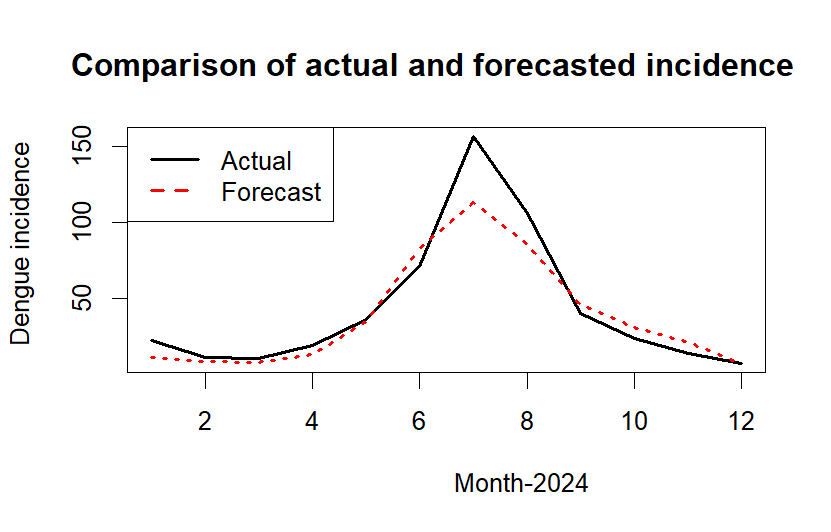 Comparison of actual and forecasted incidence
Dengue incidence
150
100
50
Actual
Forecast
2 4 6 8 10 12
Month-2024